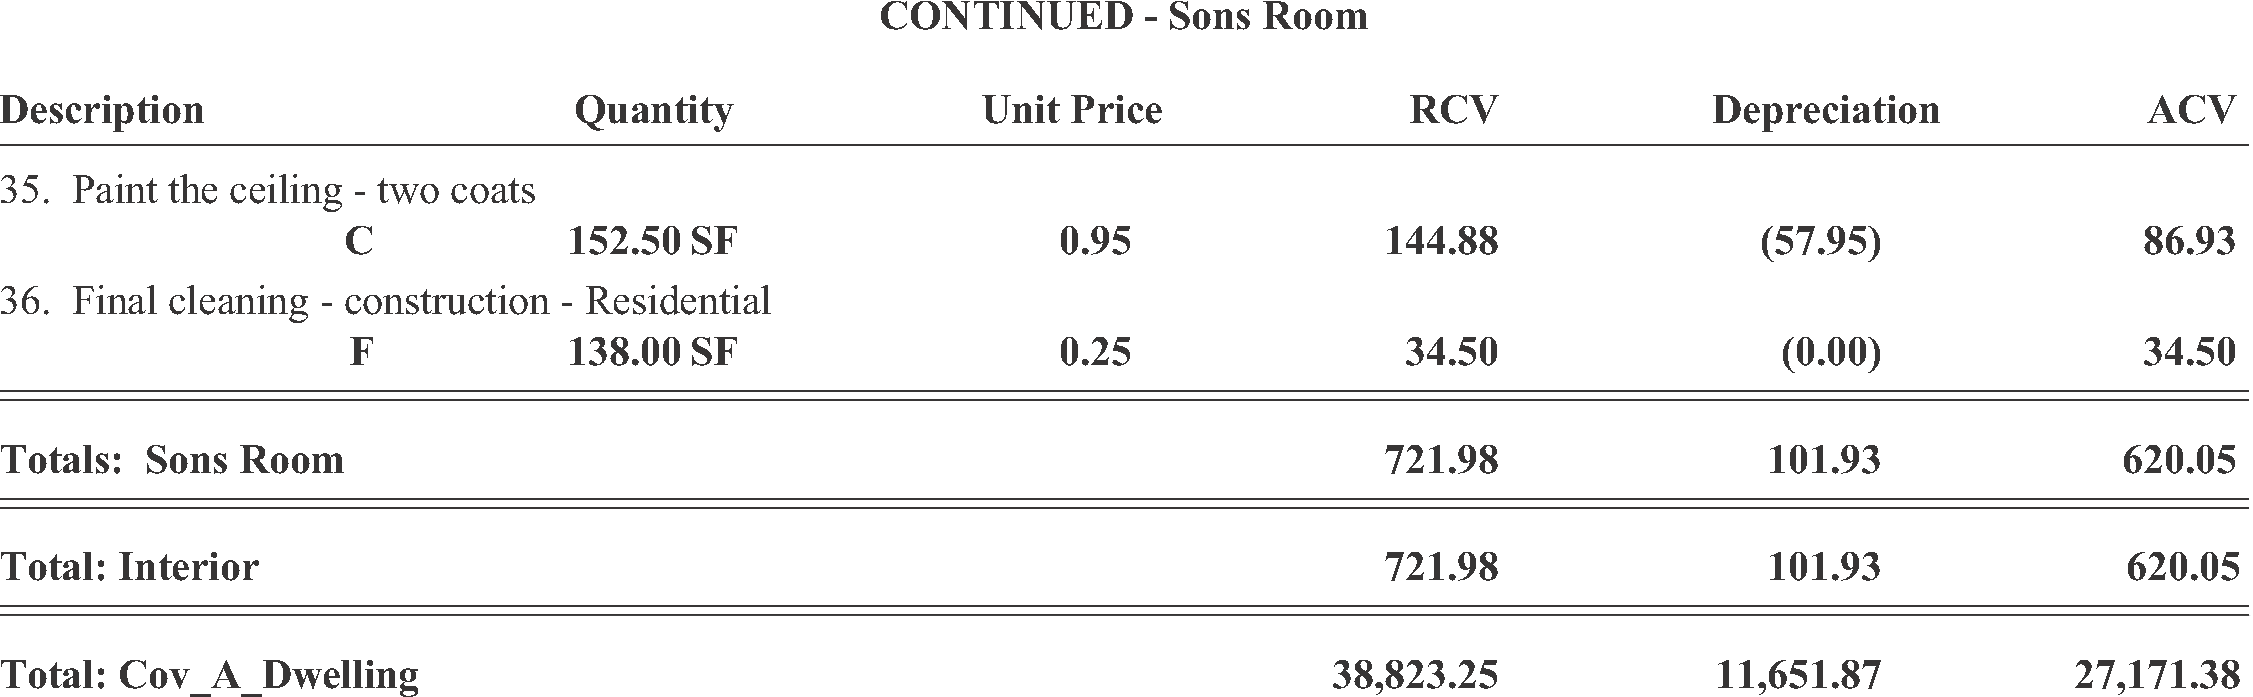 CONTINUED - Sons Room
Description Quantity Unit Price RCV Depreciation ACV
35. Paint the ceiling - two coats
C 152.50 SF 0.95 144.88 (57.95) 86.93
36. Final cleaning - construction - Residential
F 138.00 SF 0.25 34.50 (0.00) 34.50
Totals: Sons Room 721.98 101.93 620.05
Total: Interior 721.98 101.93 620.05
Total: Cov_A_Dwelling 38,823.25 11,651.87 27,171.38